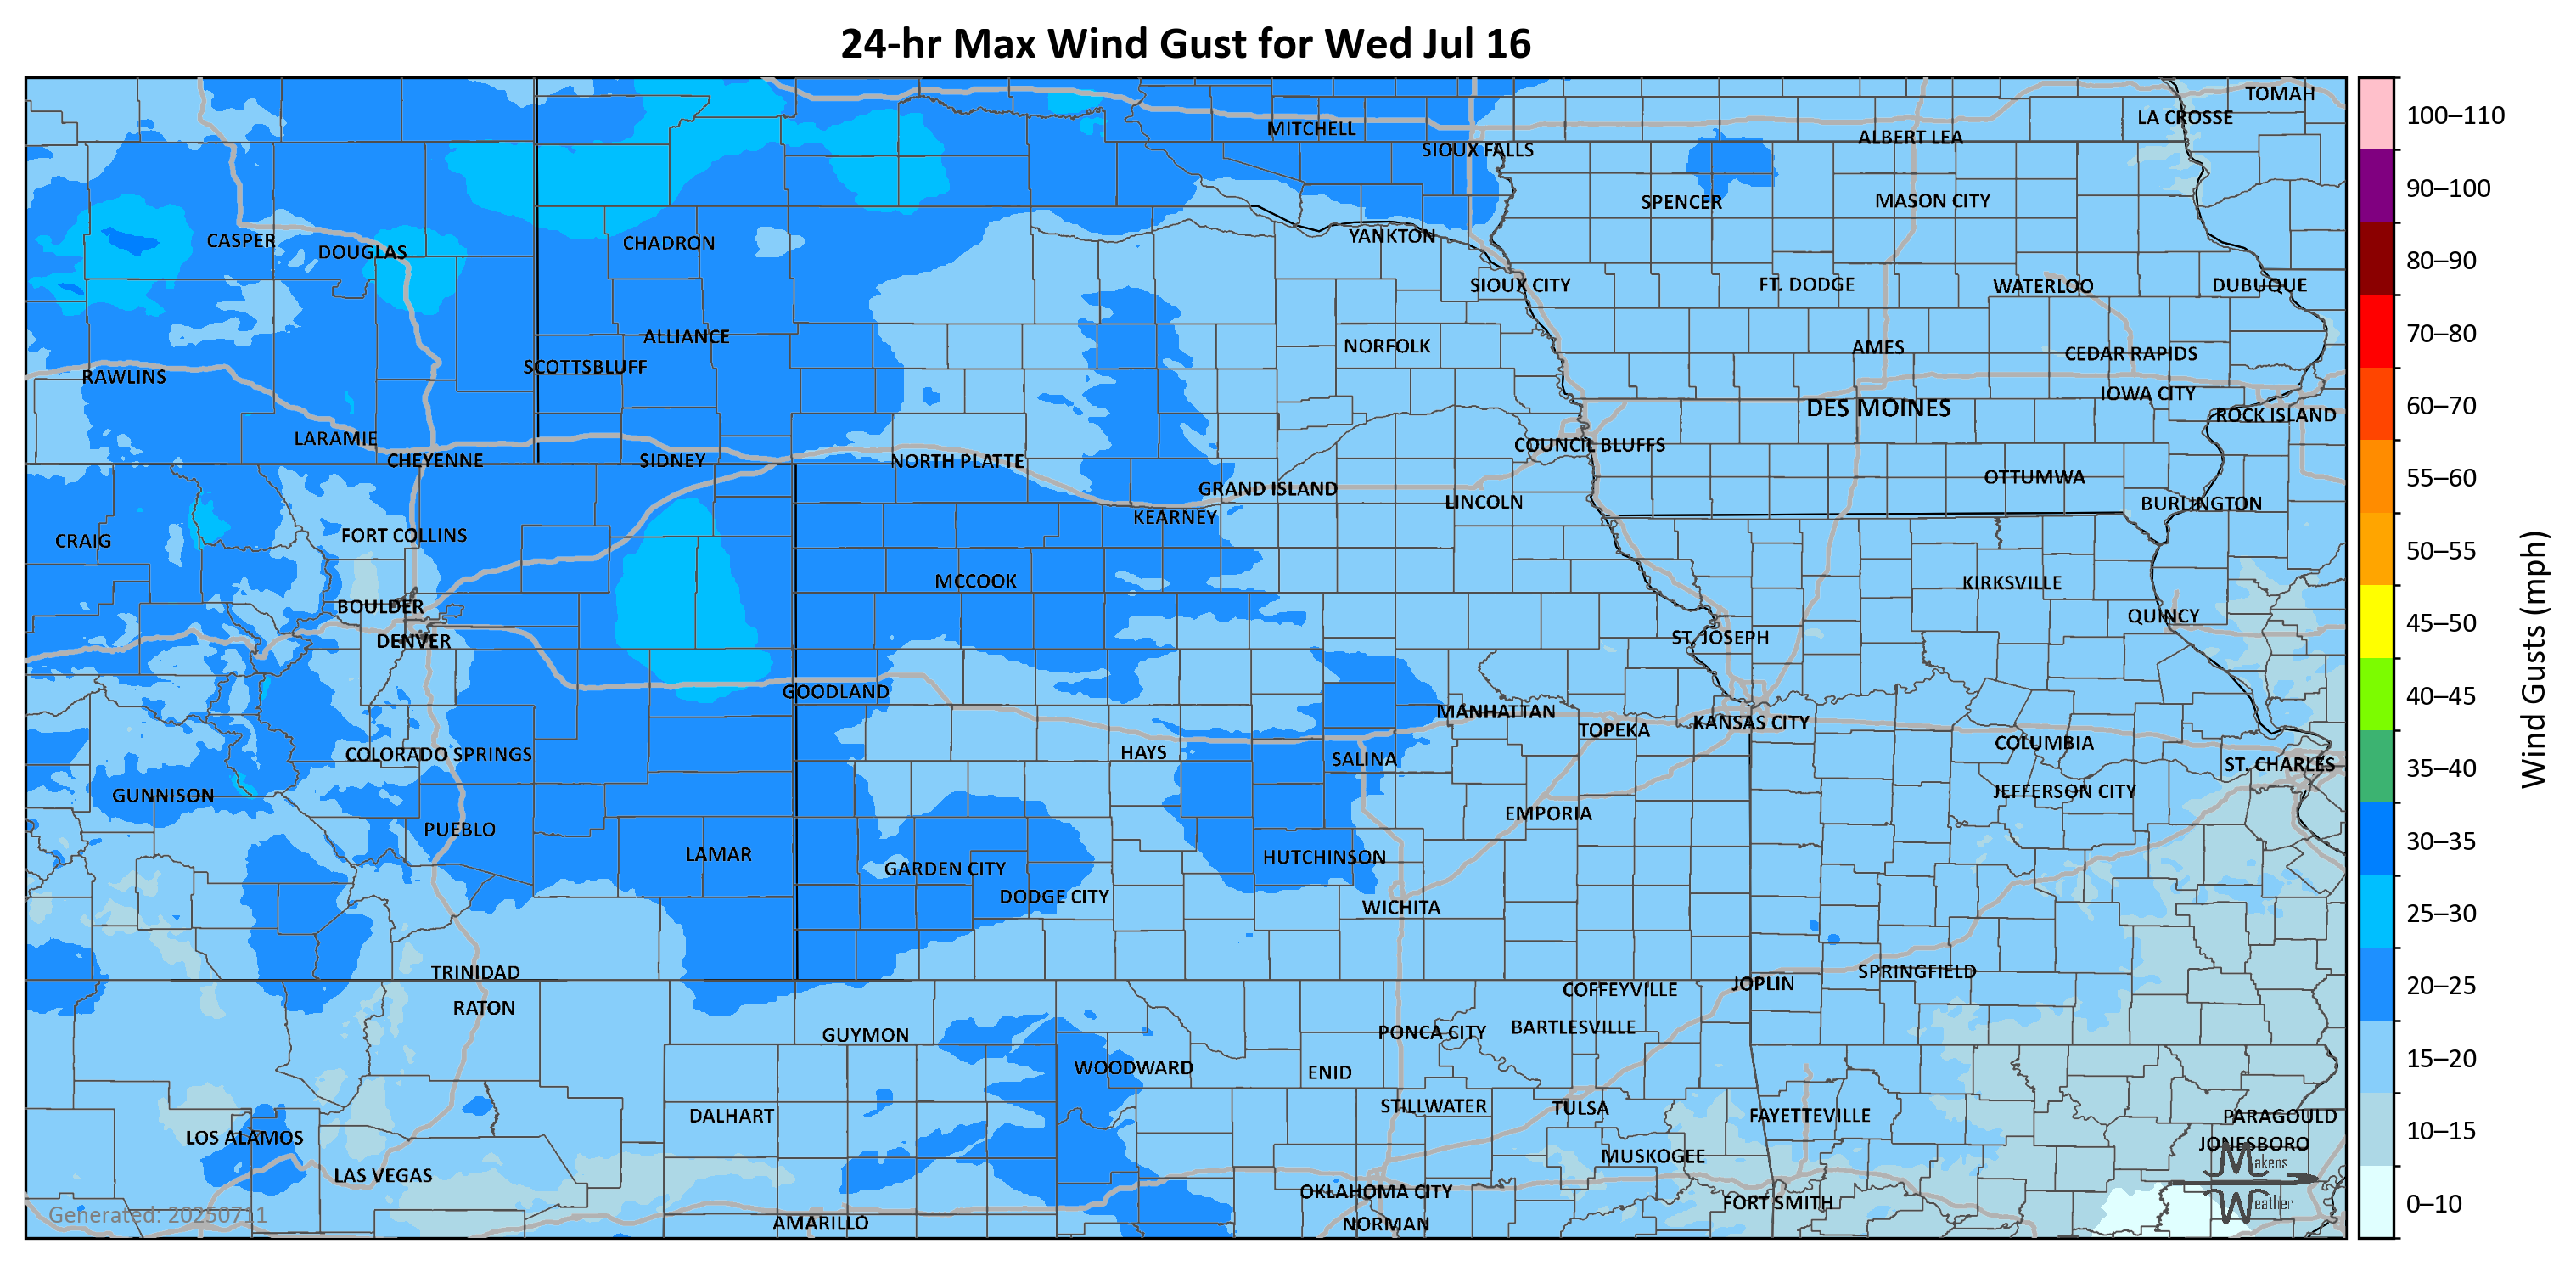 24-hr Max Wind Gust for Wed Jul 16
TOMAH
LA CROSSE
MITCHELL
ALBERT LEA
SIOUX FALLS
SPENCER
MASON CITY
CASPER
DOUGLAS
CHADRON
YANKTON
SIOUX CITY
FT. DODGE
WATERLOO
DUBUQUE
ALLIANCE
NORFOLK
AMES
CEDAR RAPIDS
SCOTTSBLUFF
RAWLINS
IOWA CITY
DES MOINES
ROCK ISLAND
LARAMIE
COUNCIL BLUFFS
CHEYENNE
SIDNEY
NORTH PLATTE
OTTUMWA
GRAND ISLAND
LINCOLN
BURLINGTON
KEARNEY
CRAIG
FORT COLLINS
MCCOOK
KIRKSVILLE
BOULDER
QUINCY
DENVER
ST. JOSEPH
GOODLAND
MANHATTAN
KANSAS CITY
TOPEKA
COLUMBIA
COLORADO SPRINGS
HAYS
SALINA
ST. CHARLES
GUNNISON
JEFFERSON CITY
EMPORIA
PUEBLO
LAMAR
HUTCHINSON
GARDEN CITY
DODGE CITY
WICHITA
TRINIDAD
SPRINGFIELD
JOPLIN
COFFEYVILLE
RATON
GUYMON
PONCA CITY
BARTLESVILLE
WOODWARD
ENID
STILLWATER
TULSA
DALHART
FAYETTEVILLE
PARAGOULD
LOS ALAMOS
JONESBORO
MUSKOGEE
LAS VEGAS
OKLAHOMA CITY
FORT SMITH
AMARILLO
NORMAN
Generated: 20250711
Makens
Weather
100–110
90–100
80–90
70–80
60–70
55–60
50–55
45–50
40–45
35–40
30–35
25–30
20–25
15–20
10–15
0–10
Wind Gusts (mph)